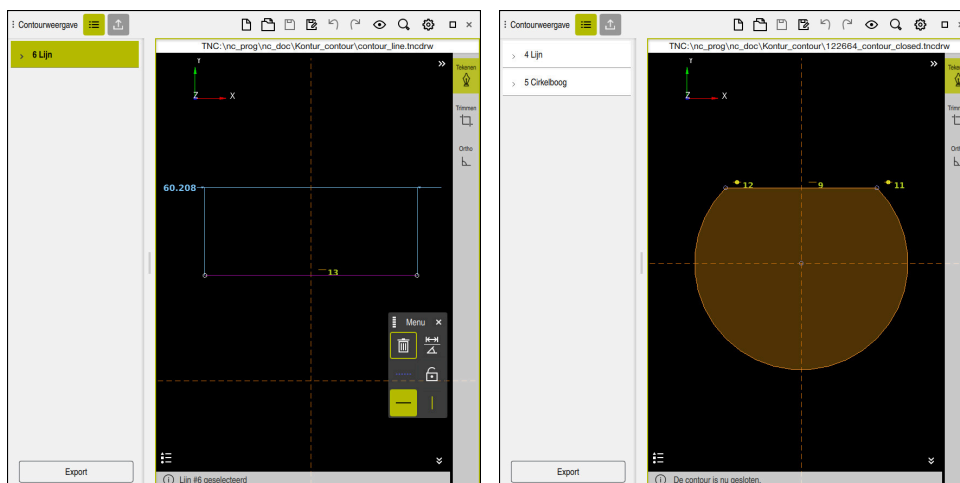 Contourweergave
TNC:\nc_prog\nc_doc\Kontur_contour\contour_line.tncdrw
6 Lijn
Y
Z
X
Tekenen
Trimmen
Ortho
60.208
13
Menu
Export
Lijn #6 geselecteerd
Contourweergave
TNC:\nc_prog\nc_doc\Kontur_contour\122664_contour_closed.tncdrw
4 Lijn
5 Cirkelboog
Y
Z
X
12
9
11
Export
De contour is nu gesloten.